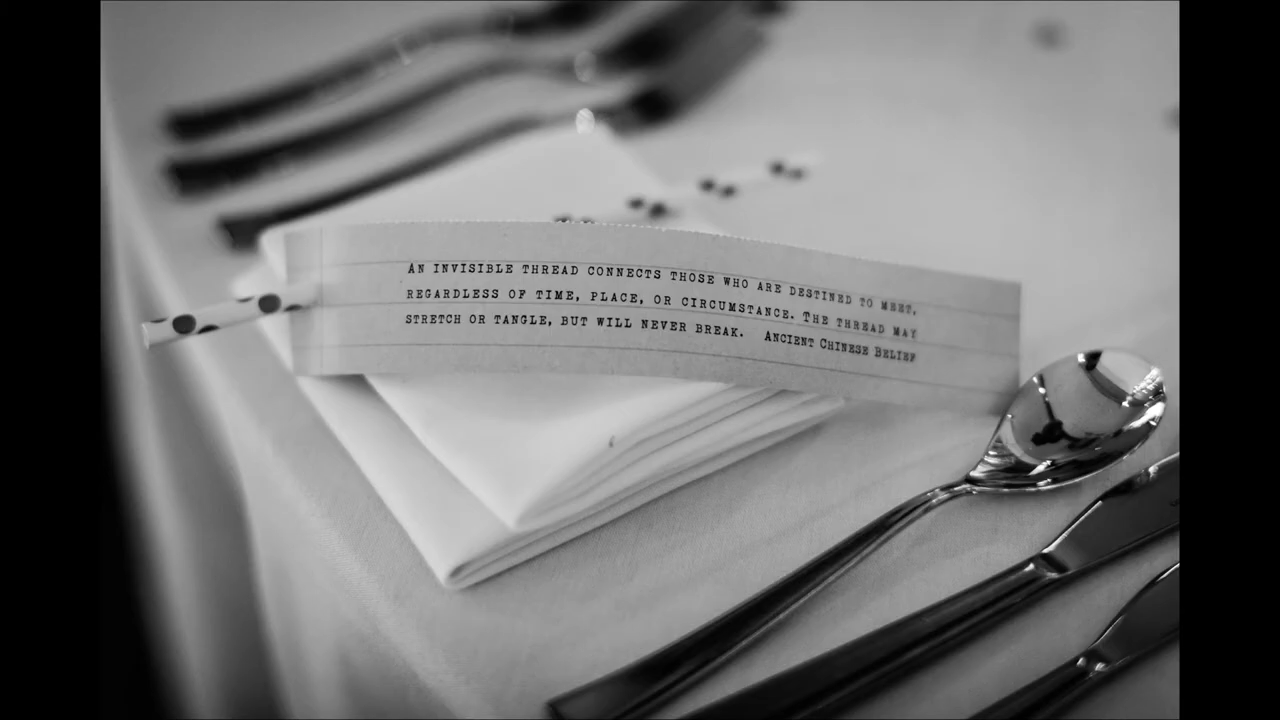 AN INVISIBLE THREAD CONNECTS THOSE WHO ARE DESTINED TO MEET,
REGARDLESS OF TIME, PLACE, OR CIRCUMSTANCE. THE THREAD MAY
STRETCH OR TANGLE, BUT WILL NEVER BREAK. ANCIENT CHINESE BELIEF